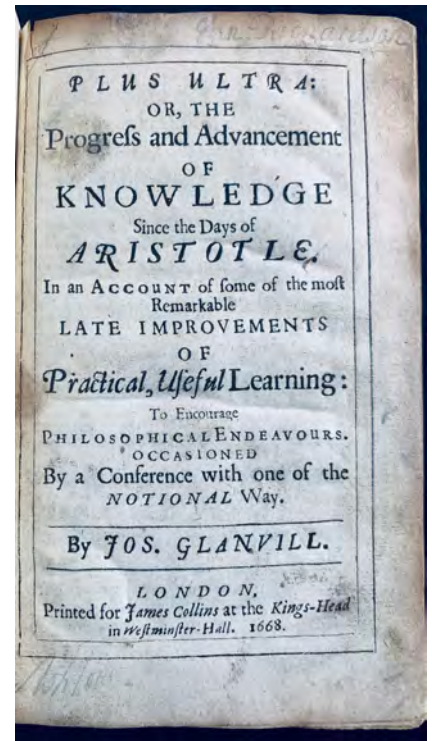 PLUS ULTRA:
OR, THE
Progreſs and Advancement
OF
KNOWLEDGE
Since the Days of
ARISTOTLE.
In an ACCOUNT of ſome of the moſt
Remarkable
LATE IMPROVEMENTS
OF
Practical, Uſeful Learning:
To Encourage
PHILOSOPHICAL ENDEAVOURS.
OCCASIONED
By a Conference with one of the
NOTIONAL Way.
By JOS. GLANVILL.
LONDON,
Printed for James Collins at the Kings-Head
in Weſtminſter-Hall. 1668.